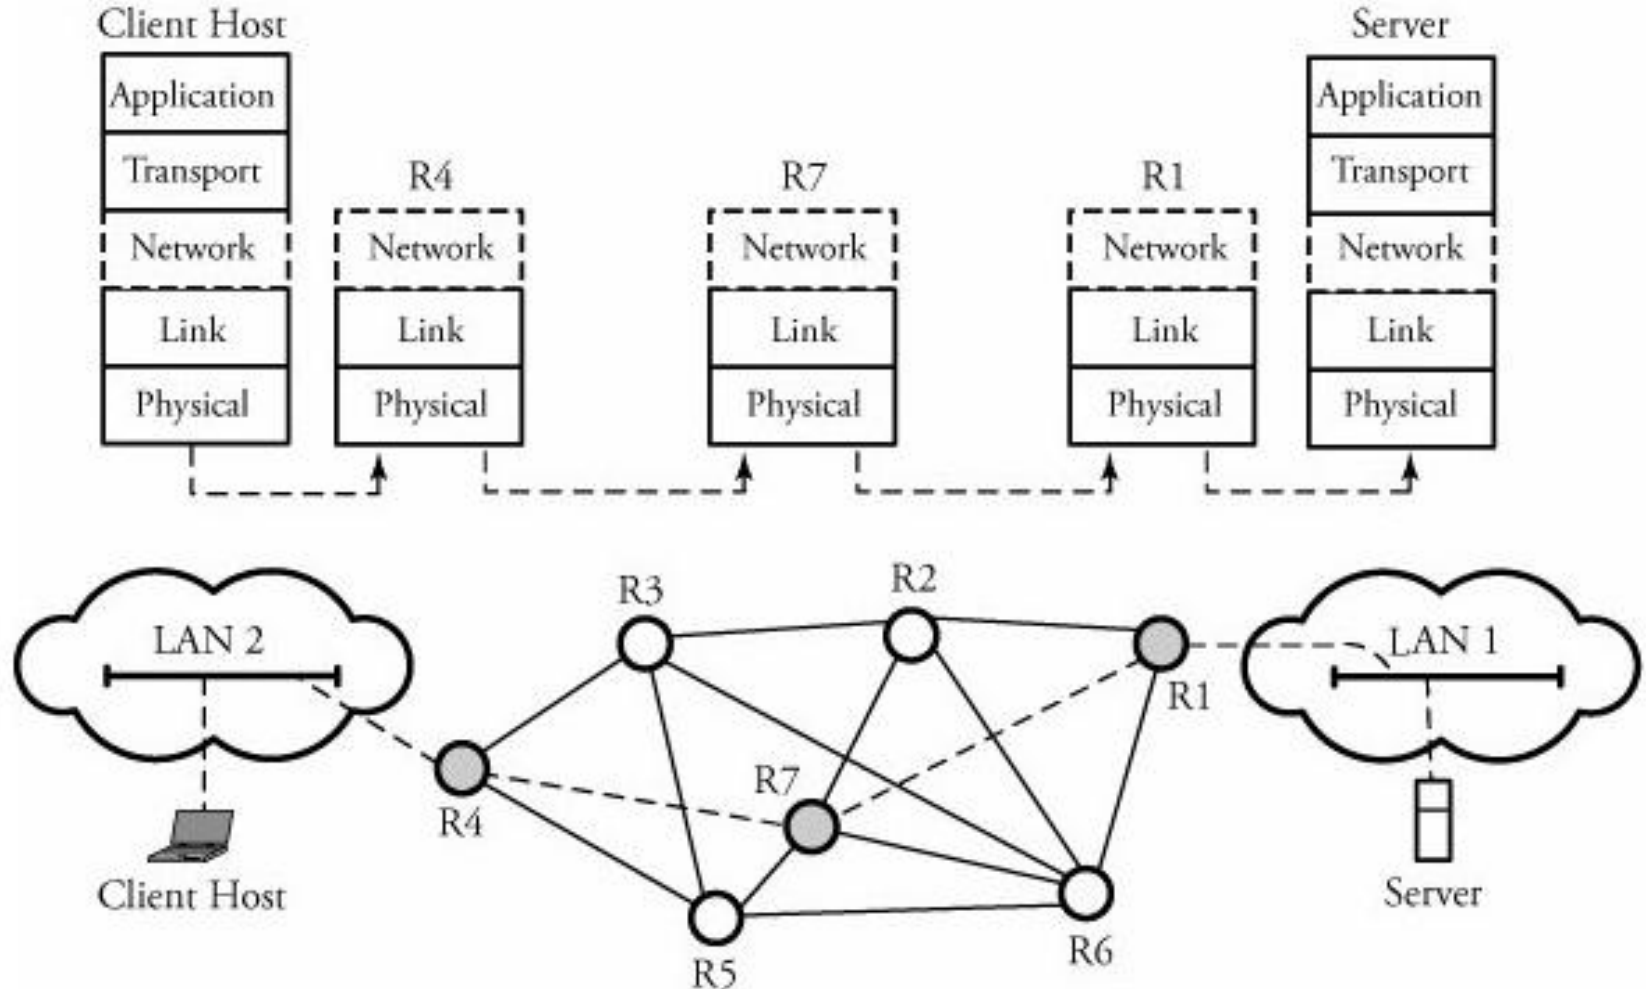 Client Host
Server
Application
Application
Transport
R4
R7
R1
Transport
Network
Network
Network
Network
Network
Link
Link
Link
Link
Link
Physical
Physical
Physical
Physical
Physical
R3
R2
LAN 2
LAN 1
R1
R7
R4
Client Host
Server
R6
R5